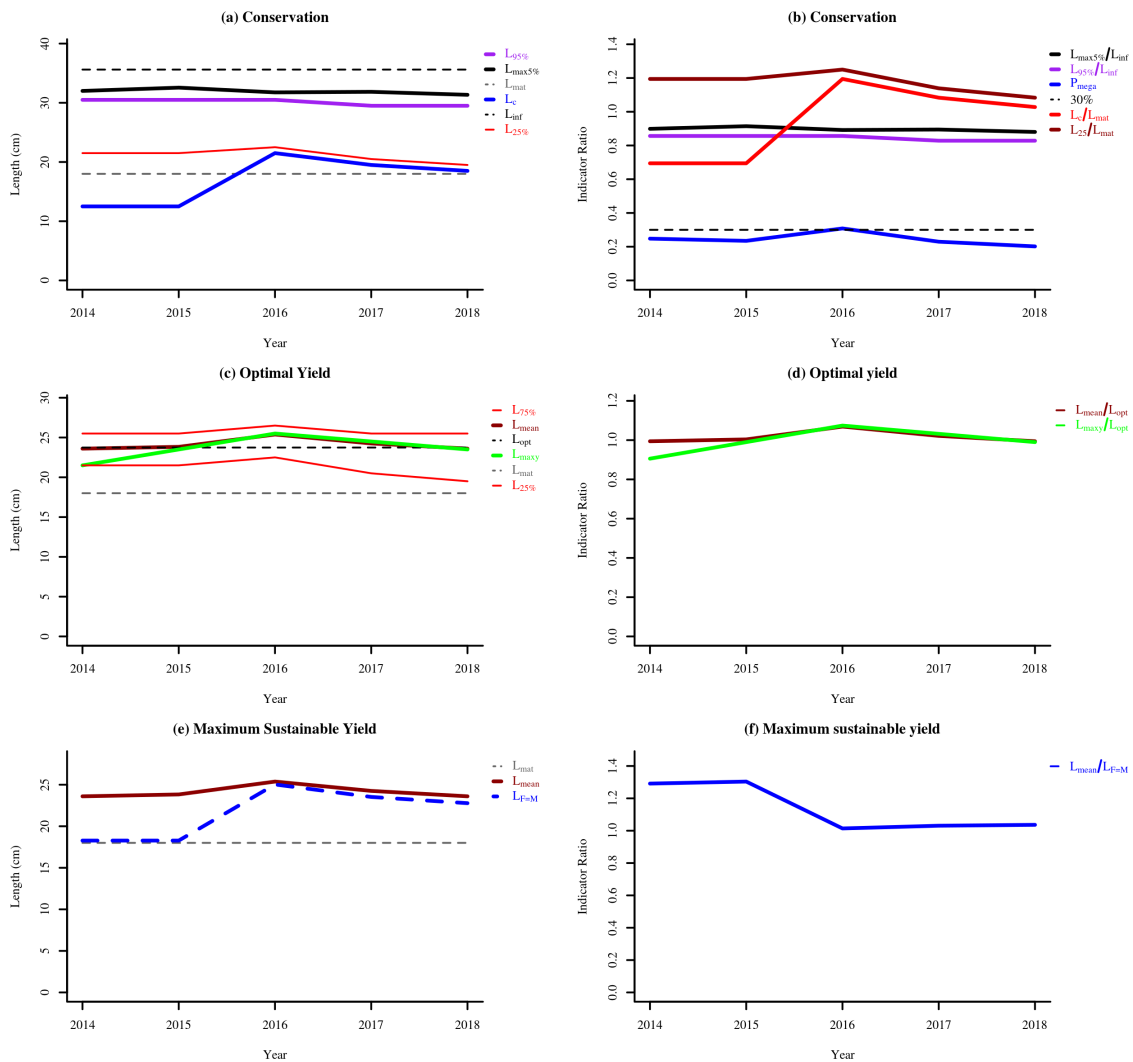 (a) Conservation
40
30
20
10
0
Length (cm)
2014 2015 2016 2017 2018
Year
L95%
Lmax5%
Lmat
Lc
Linf
L25%
(b) Conservation
1.4
1.2
1.0
0.8
0.6
0.4
0.2
0.0
Indicator Ratio
2014 2015 2016 2017 2018
Year
Lmax5%/Linf
L95%/Linf
Pmega
30%
Lc/Lmat
L25/Lmat
(c) Optimal Yield
30
25
20
15
10
5
0
Length (cm)
2014 2015 2016 2017 2018
Year
L75%
Lmean
Lopt
Lmaxy
Lmat
L25%
(d) Optimal yield
1.2
1.0
0.8
0.6
0.4
0.2
0.0
Indicator Ratio
2014 2015 2016 2017 2018
Year
Lmean/Lopt
Lmaxy/Lopt
(e) Maximum Sustainable Yield
25
20
15
10
5
0
Length (cm)
2014 2015 2016 2017 2018
Year
Lmat
Lmean
LF=M
(f) Maximum sustainable yield
1.4
1.2
1.0
0.8
0.6
0.4
0.2
0.0
Indicator Ratio
2014 2015 2016 2017 2018
Year
Lmean/LF=M